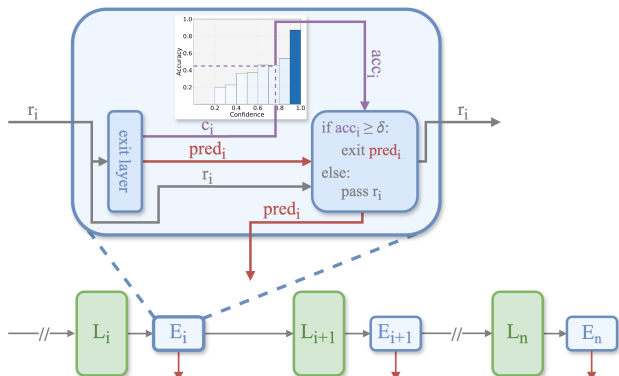 1.0
0.8
0.6
0.4
0.2
Accuracy
0.2 0.4 0.6 0.8 1.0
Confidence
acc_i
r_i
exit layer
c_i
pred_i
r_i
if acc_i ≥ δ:
exit pred_i
else:
pass r_i
r_i
pred_i
//
L_i
E_i
L_{i+1}
E_{i+1}
//
L_n
E_n